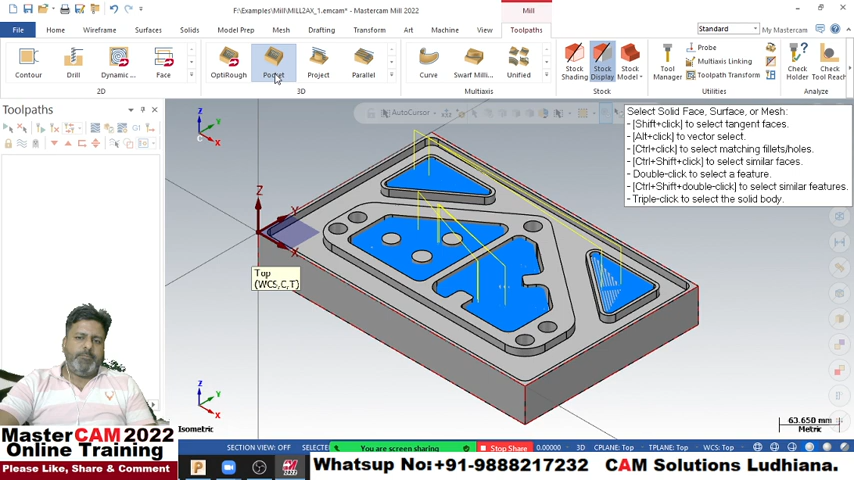 F:\Examples\Mill\MILL2AX_1.emcam* - Mastercam Mill 2022
Mill
Standard
File
Home
Wireframe
Surfaces
Solids
Model Prep
Mesh
Drafting
Transform
Art
Machine
View
Toolpaths
My Mastercam
Contour
Drill
Dynamic ...
Face
OptiRough
Pocket
Project
Parallel
Curve
Swarf Milli...
Unified
Stock Shading
Stock Display
Stock Model
Tool Manager
Probe
Multiaxis Linking
Toolpath Transform
Check Holder
Check Tool Reach
2D
3D
Multiaxis
Stock
Utilities
Analyze
Toolpaths
AutoCursor
Select Solid Face, Surface, or Mesh:
- [Shift+click] to select tangent faces.
- [Alt+click] to vector select.
- [Ctrl+click] to select matching fillets/holes.
- [Ctrl+Shift+click] to select similar faces.
- Double-click to select a feature.
- [Ctrl+Shift+double-click] to select similar features.
- Triple-click to select the solid body.
Z
Y
X
Z
Y
X
Top
(WCS,C,T)
Z
Y
X
Isometric
63.650 mm
Metric
SECTION VIEW: OFF
SELECTE
You are screen sharing
Stop Share
0.00000
3D
CPLANE: Top
TPLANE: Top
WCS: Top
MasterCAM 2022
Online Training
Please Like, Share & Comment
Whatsup No:+91-9888217232 CAM Solutions Ludhiana.